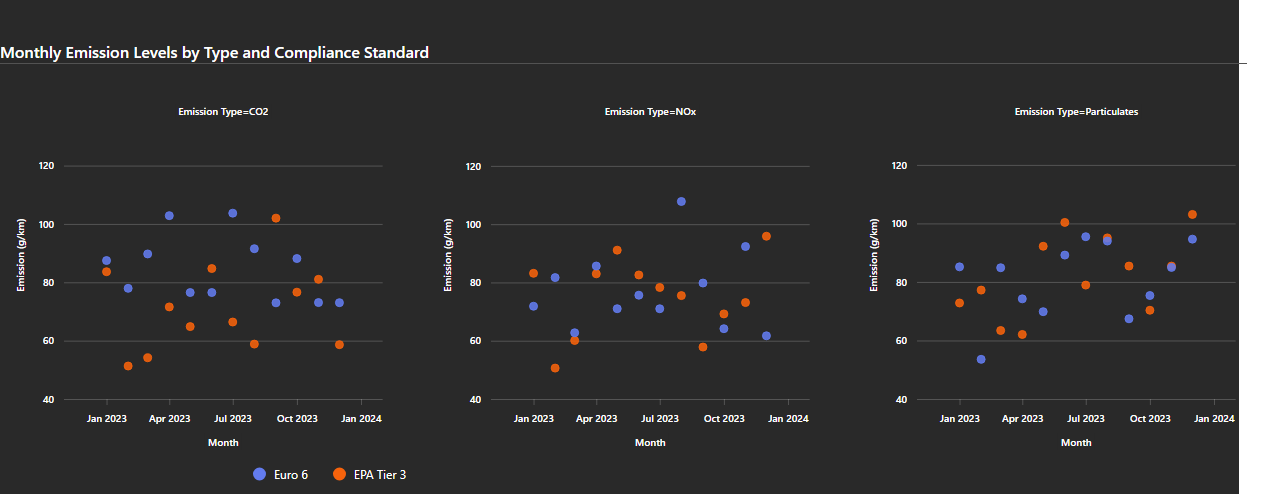 Monthly Emission Levels by Type and Compliance Standard
Emission Type=CO2
Emission Type=NOx
Emission Type=Particulates
120
100
80
60
40
Emission (g/km)
Jan 2023
Apr 2023
Jul 2023
Oct 2023
Jan 2024
Month
120
100
80
60
40
Emission (g/km)
Jan 2023
Apr 2023
Jul 2023
Oct 2023
Jan 2024
Month
120
100
80
60
40
Emission (g/km)
Jan 2023
Apr 2023
Jul 2023
Oct 2023
Jan 2024
Month
Euro 6
EPA Tier 3